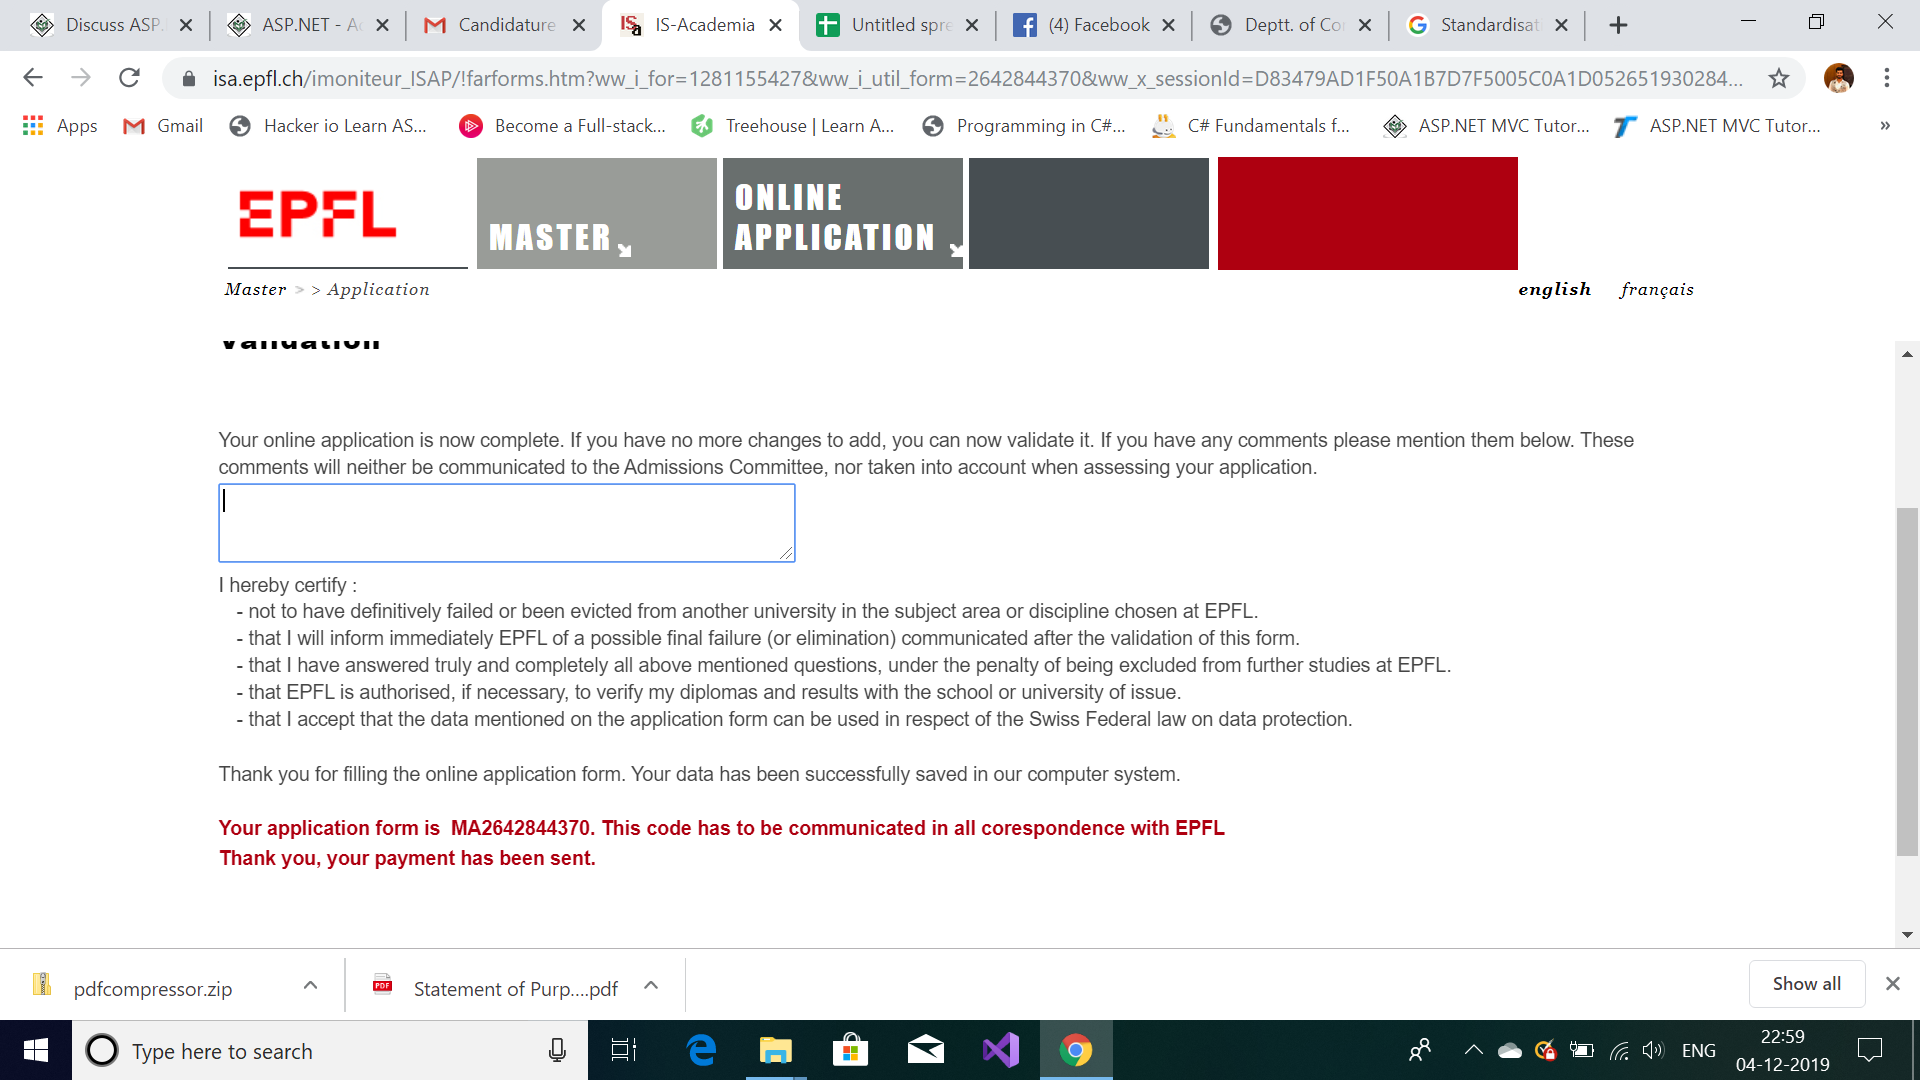 Discuss ASP.
ASP.NET - Ac
Candidature
IS-Academia
Untitled spre
(4) Facebook
Deptt. of Cor
Standardisat
isa.epfl.ch/imoniteur_ISAP/!farforms.htm?ww_i_for=1281155427&ww_i_util_form=2642844370&ww_x_sessionId=D83479AD1F50A1B7D7F5005C0A1D052651930284...
Apps
Gmail
Hacker io Learn AS...
Become a Full-stack...
Treehouse | Learn A...
Programming in C#...
C# Fundamentals f...
ASP.NET MVC Tutor...
ASP.NET MVC Tutor...
»
EPFL
MASTER
ONLINE
APPLICATION
Master > > Application
english français
Validation
Your online application is now complete. If you have no more changes to add, you can now validate it. If you have any comments please mention them below. These
comments will neither be communicated to the Admissions Committee, nor taken into account when assessing your application.
I hereby certify :
- not to have definitively failed or been evicted from another university in the subject area or discipline chosen at EPFL.
- that I will inform immediately EPFL of a possible final failure (or elimination) communicated after the validation of this form.
- that I have answered truly and completely all above mentioned questions, under the penalty of being excluded from further studies at EPFL.
- that EPFL is authorised, if necessary, to verify my diplomas and results with the school or university of issue.
- that I accept that the data mentioned on the application form can be used in respect of the Swiss Federal law on data protection.
Thank you for filling the online application form. Your data has been successfully saved in our computer system.
Your application form is MA2642844370. This code has to be communicated in all corespondence with EPFL
Thank you, your payment has been sent.
pdfcompressor.zip
PDF
Statement of Purp....pdf
Show all
Type here to search
ENG
22:59
04-12-2019